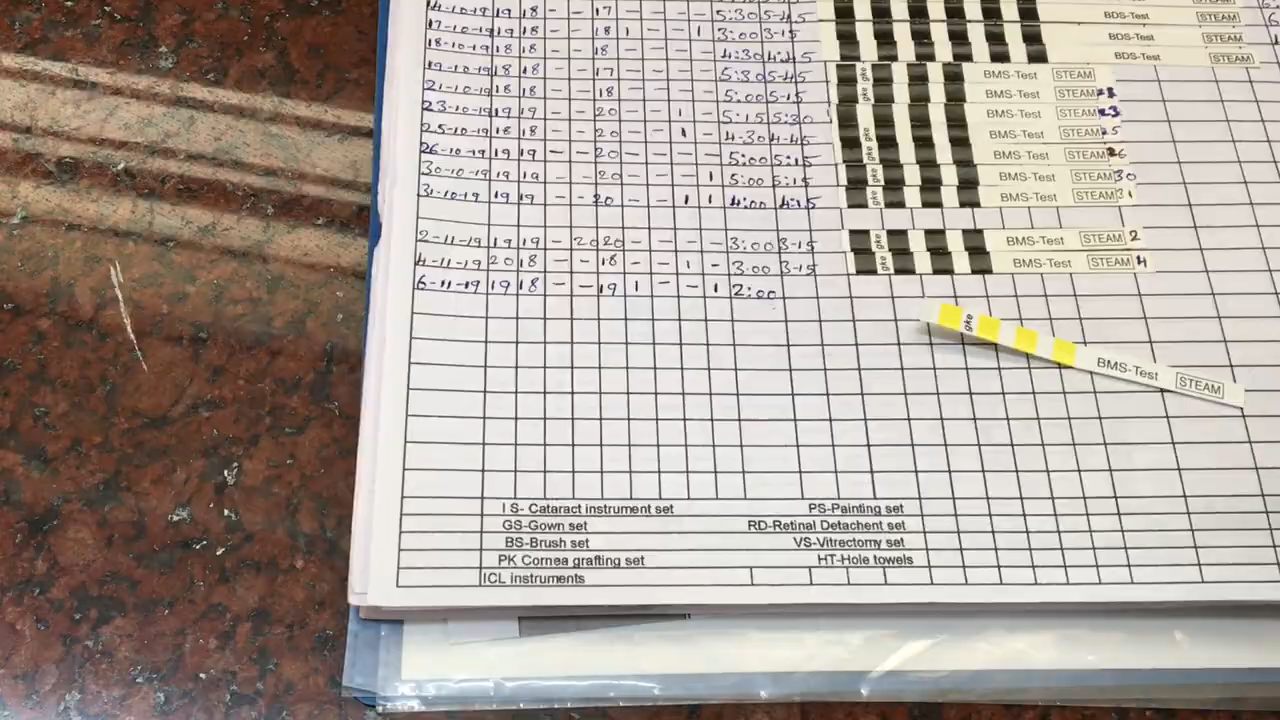 14-10-19 19 18 - - 17 - - - - 5:30 5-45
BDS-Test STEAM
17-10-19 19 18 - - 18 1 - - 1 3:00 3-15
BDS-Test STEAM
18-10-19 18 18 - - 18 - - - - 4:30 4:45
BDS-Test STEAM
19-10-19 18 18 - - 17 - - - - 5:30 5-45
gke BMS-Test STEAM
21-10-19 18 18 - - 18 - - - - 5:00 5-15
gke BMS-Test STEAM
23-10-19 19 19 - - 20 - - 1 - 5:15 5:30
gke BMS-Test STEAM 23
25-10-19 18 18 - - 20 - - 1 - 4-30 4-45
gke BMS-Test STEAM 25
26-10-19 19 19 - - 20 - - - - 5:00 5:15
gke BMS-Test STEAM 26
30-10-19 19 19 - - 20 - - - 1 5:00 5:15
gke BMS-Test STEAM 30
31-10-19 19 19 - - 20 - - 1 1 4:00 4:15
gke BMS-Test STEAM 31
2-11-19 19 19 - 20 20 - - - - 3:00 3-15
gke BMS-Test STEAM 2
4-11-19 20 18 - - 18 - - 1 - 3:00 3-15
gke BMS-Test STEAM 4
6-11-19 19 18 - - 19 1 - - 1 2:00
gke BMS-Test STEAM
I S- Cataract instrument set PS-Painting set
GS-Gown set RD-Retinal Detachent set
BS-Brush set VS-Vitrectomy set
PK Cornea grafting set HT-Hole towels
ICL instruments